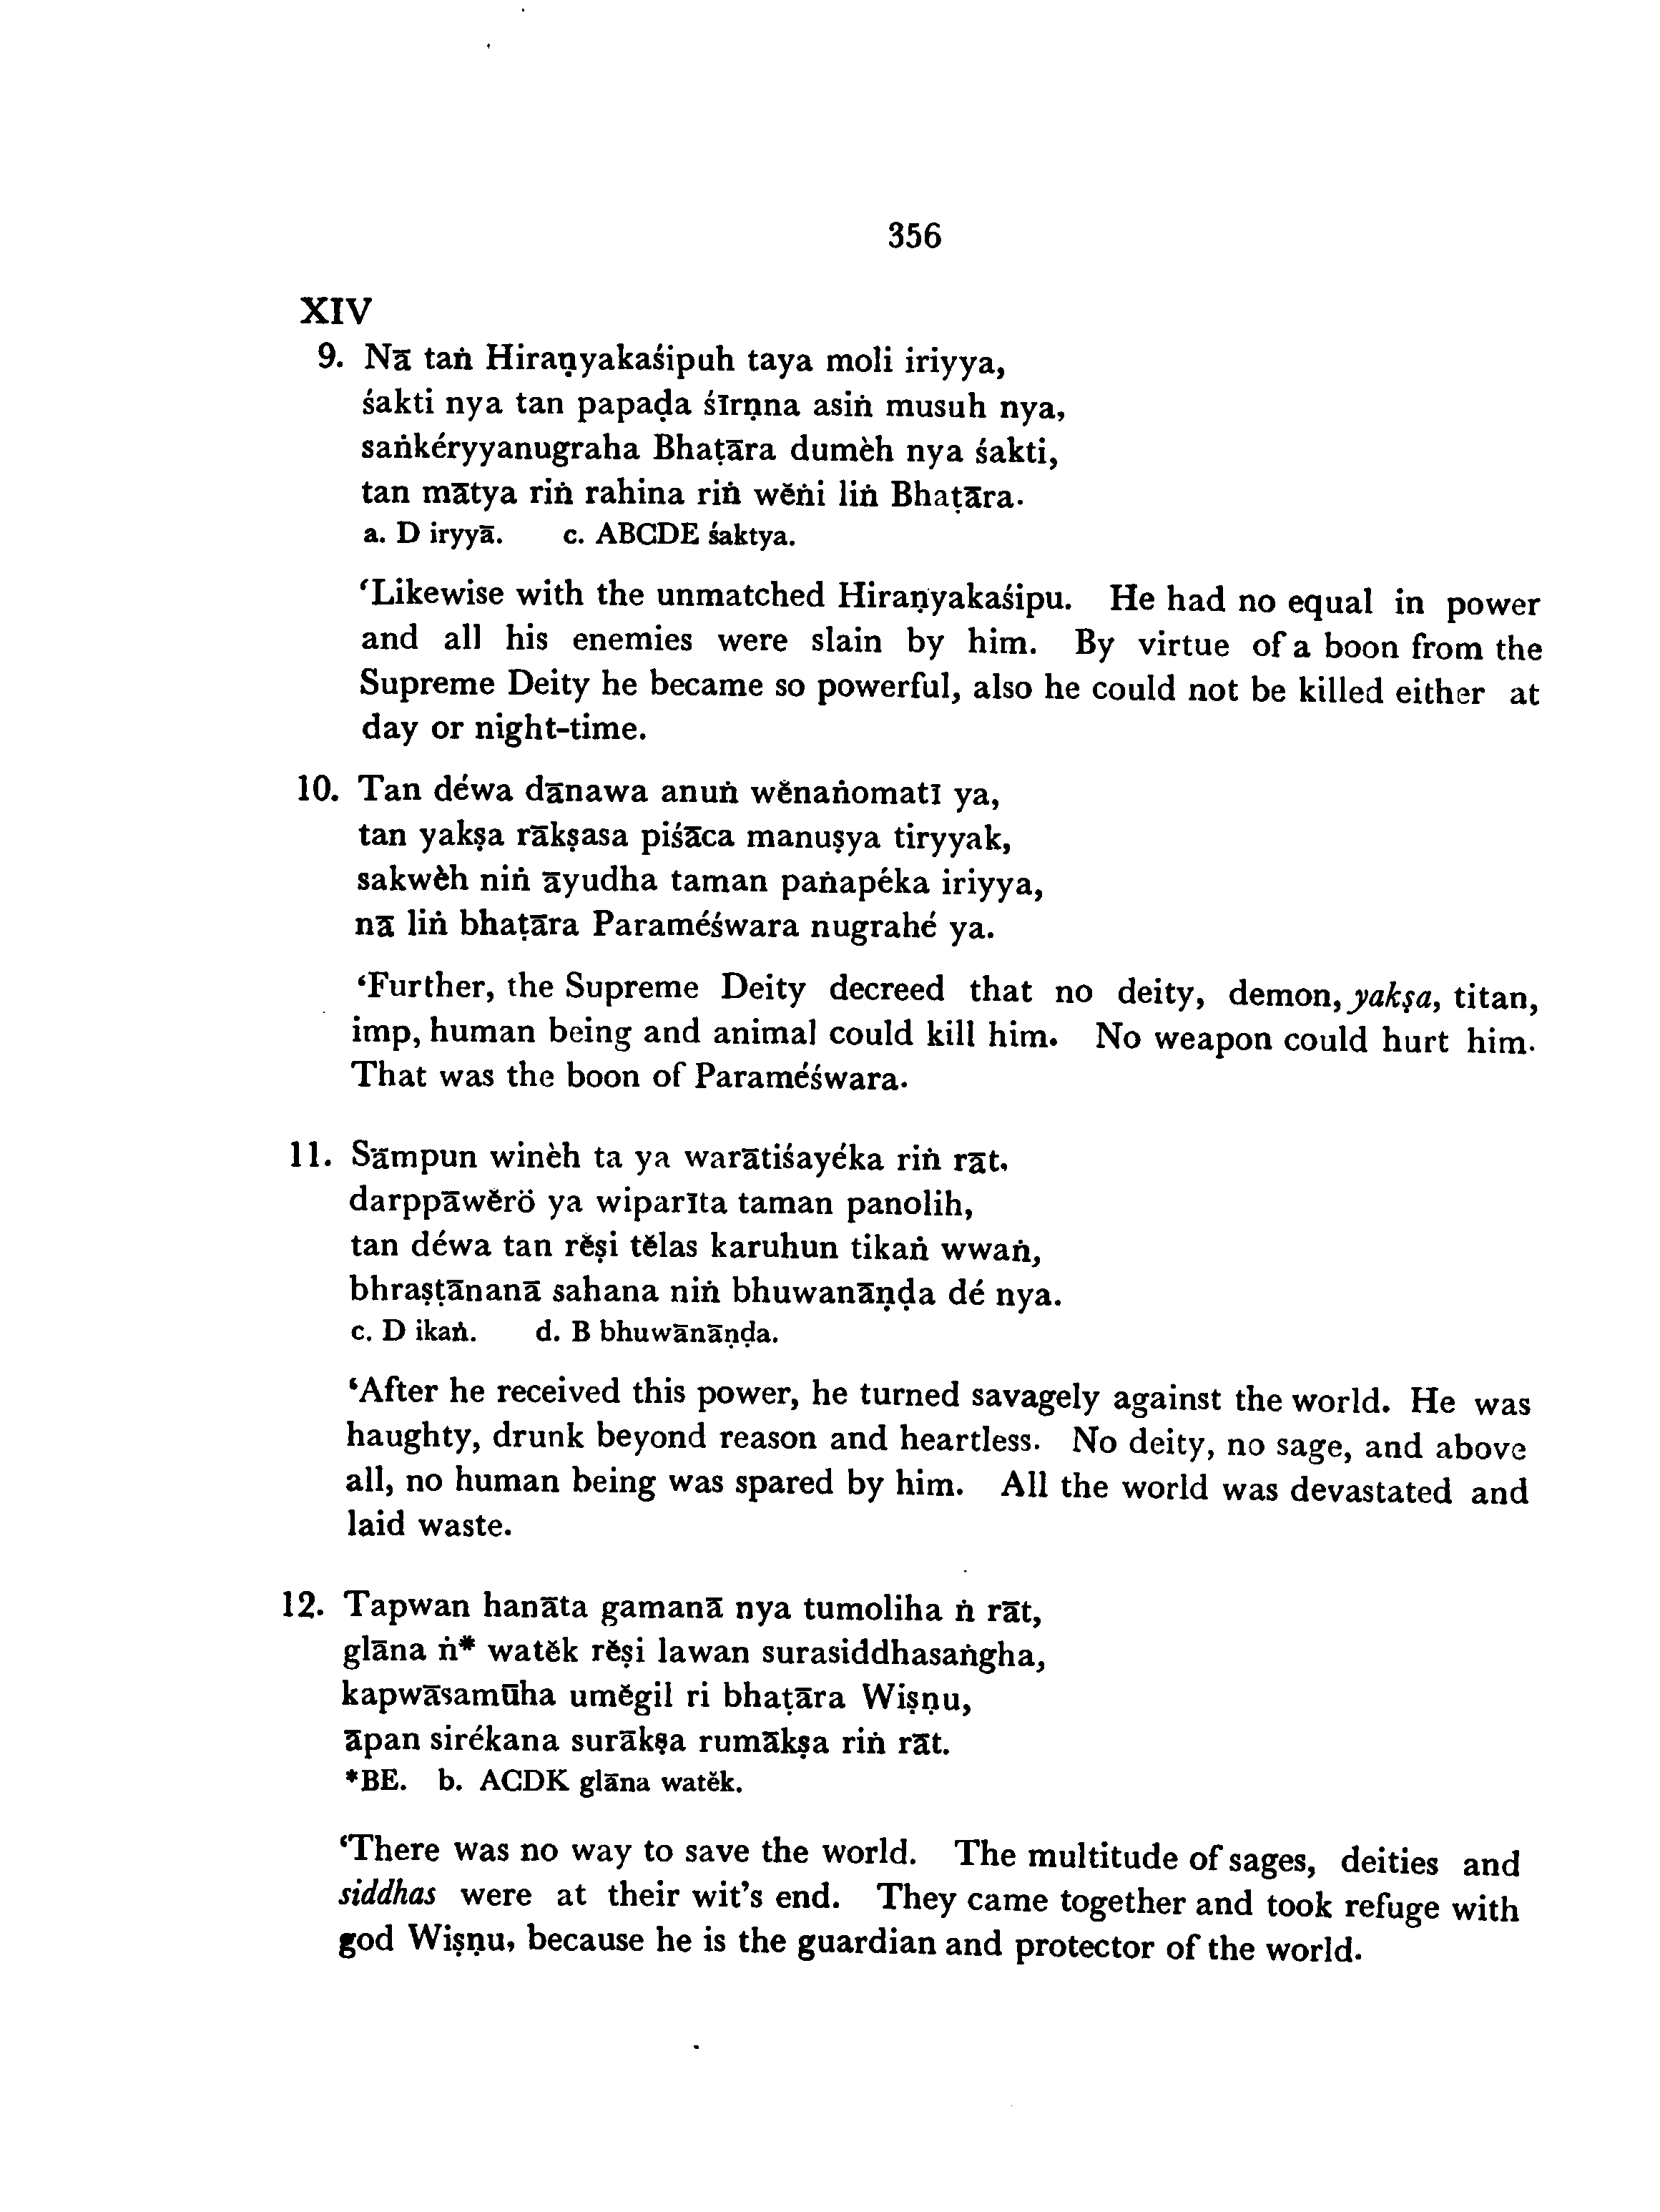 356
XIV
9. Nā taṅ Hiraṇyakaśipuh taya moli iriyya,
śakti nya tan papaḍa śīrṇna asiṅ musuh nya,
saṅkéryyanugraha Bhaṭāra dumèh nya śakti,
tan mātya riṅ rahina riṅ wĕṅi liṅ Bhaṭāra.
a. D iryyā. c. ABCDE śaktya.
‘Likewise with the unmatched Hiraṇyakaśipu. He had no equal in power
and all his enemies were slain by him. By virtue of a boon from the
Supreme Deity he became so powerful, also he could not be killed either at
day or night-time.
10. Tan déwa dānawa anuṅ wĕnaṅomatī ya,
tan yakṣa rākṣasa piśāca manuṣya tiryyak,
sakwèh niṅ āyudha taman paṅapéka iriyya,
nā liṅ bhaṭāra Paraméśwara nugrahé ya.
‘Further, the Supreme Deity decreed that no deity, demon, yakṣa, titan,
imp, human being and animal could kill him. No weapon could hurt him.
That was the boon of Paraméśwara.
11. Sāmpun winèh ta ya warātiśayéka riṅ rāt.
darppāwĕrö ya wiparīta taman panolih,
tan déwa tan rĕṣi tĕlas karuhun tikaṅ wwaṅ,
bhraṣṭānanā sahana niṅ bhuwanāṇḍa dé nya.
c. D ikaṅ. d. B bhuwānāṇḍa.
‘After he received this power, he turned savagely against the world. He was
haughty, drunk beyond reason and heartless. No deity, no sage, and above
all, no human being was spared by him. All the world was devastated and
laid waste.
12. Tapwan hanāta gamanā nya tumoliha ṅ rāt,
glāna ṅ* watĕk rĕṣi lawan surasiddhasaṅgha,
kapwāsamūha umĕgil ri bhaṭāra Wiṣṇu,
āpan sirékana surākṣa rumākṣa riṅ rāt.
*BE. b. ACDK glāna watĕk.
‘There was no way to save the world. The multitude of sages, deities and
siddhas were at their wit's end. They came together and took refuge with
god Wiṣṇu, because he is the guardian and protector of the world.